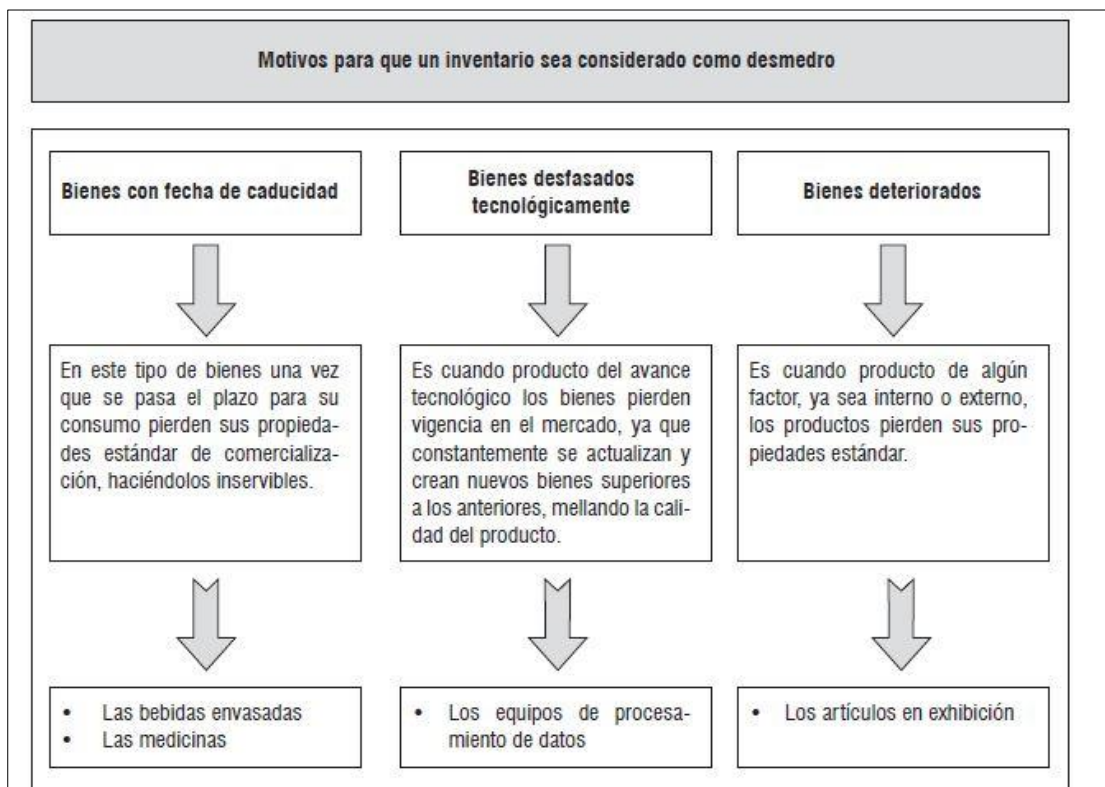 Motivos para que un inventario sea considerado como desmedro
Bienes con fecha de caducidad
En este tipo de bienes una vez
que se pasa el plazo para su
consumo pierden sus propieda-
des estándar de comercializa-
ción, haciéndolos inservibles.
• Las bebidas envasadas
• Las medicinas
Bienes desfasados
tecnológicamente
Es cuando producto del avance
tecnológico los bienes pierden
vigencia en el mercado, ya que
constantemente se actualizan y
crean nuevos bienes superiores
a los anteriores, mellando la cali-
dad del producto.
• Los equipos de procesa-
miento de datos
Bienes deteriorados
Es cuando producto de algún
factor, ya sea interno o externo,
los productos pierden sus pro-
piedades estándar.
• Los artículos en exhibición